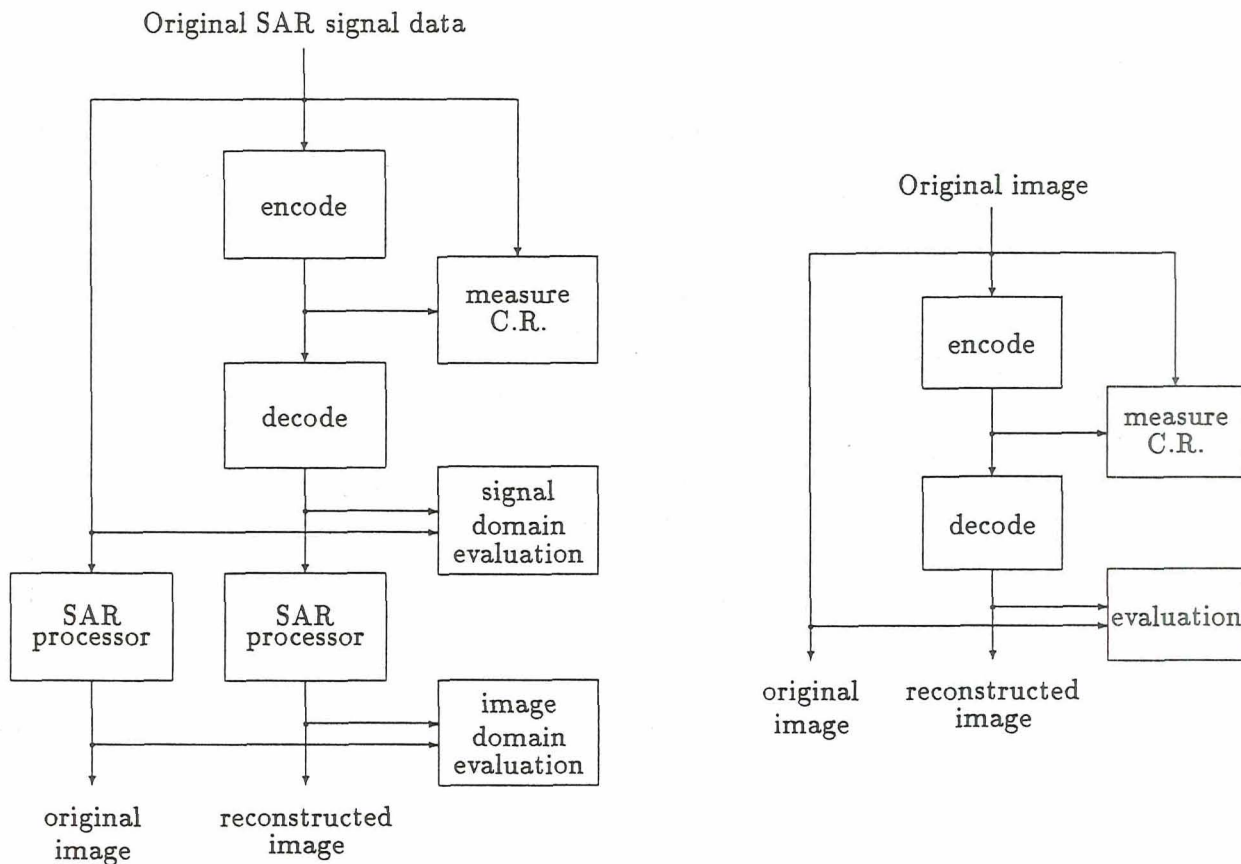 Original SAR signal data
encode
measure
C.R.
decode
signal
domain
evaluation
SAR
processor
SAR
processor
image
domain
evaluation
original
image
reconstructed
image
Original image
encode
measure
C.R.
decode
evaluation
original
image
reconstructed
image